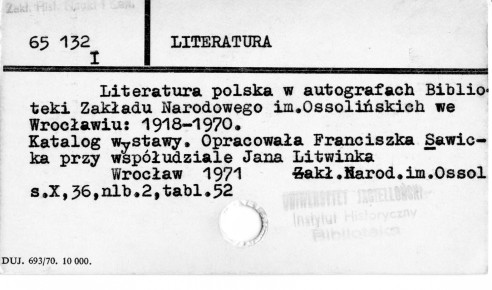 65 132
I
LITERATURA
Literatura polska w autografach Biblio-
teki Zakładu Narodowego im.Ossolińskich we
Wrocławiu: 1918-1970.
Katalog wystawy. Opracowała Franciszka Sawic-
ka przy współudziale Jana Litwinka
Wrocław 1971 Zakł.Narod.im.Ossol
s.X,36,nlb.2,tabl.52
UNIWERSYTET JAGIELLOŃSKI
Instytut Historyczny
Biblioteka
DUJ. 693/70. 10 000.